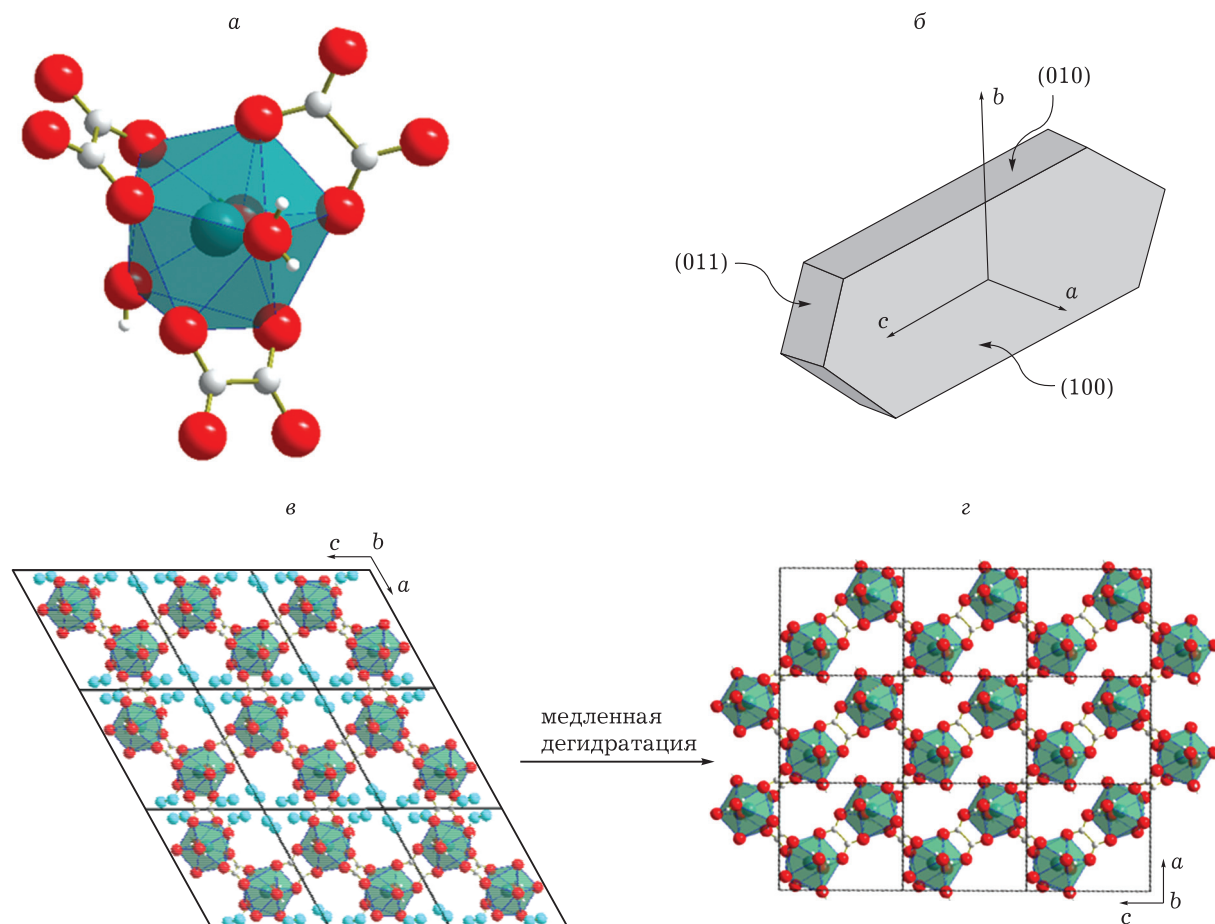 а
б
(010)
b
(011)
a
c
(100)
в
г
c
b
a
медленная
дегидратация
a
b
c